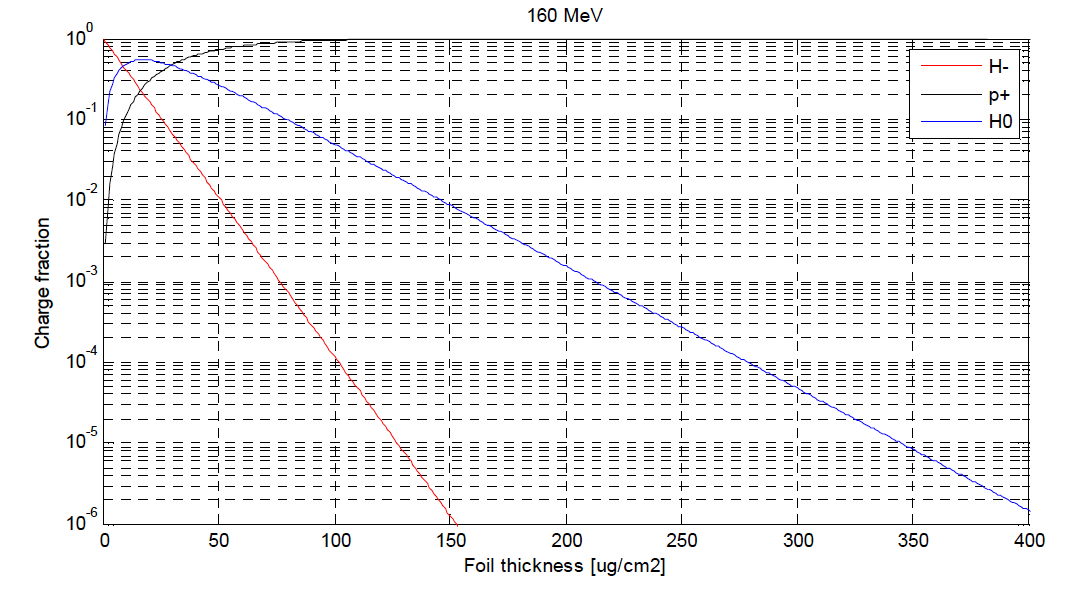 160 MeV
10^0
10^-1
10^-2
10^-3
10^-4
10^-5
10^-6
Charge fraction
H-
p+
H0
0 50 100 150 200 250 300 350 400
Foil thickness [ug/cm2]